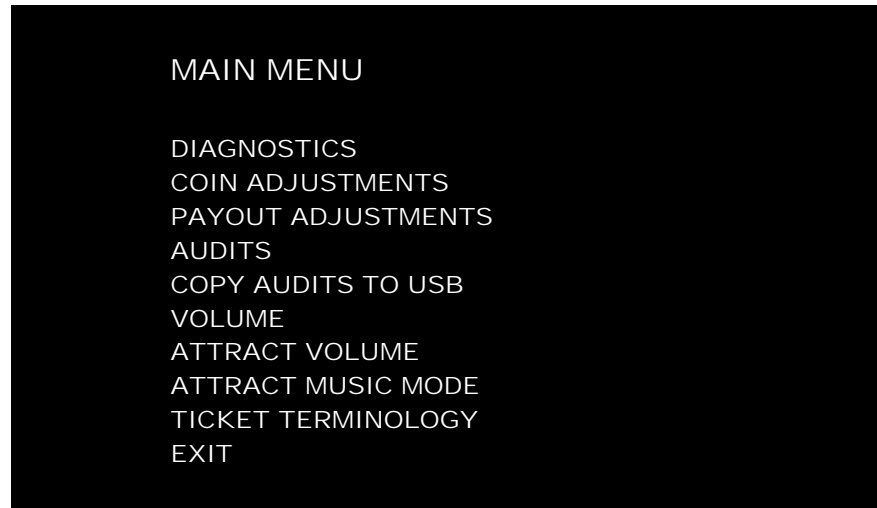 MAIN MENU
DIAGNOSTICS
COIN ADJUSTMENTS
PAYOUT ADJUSTMENTS
AUDITS
COPY AUDITS TO USB
VOLUME
ATTRACT VOLUME
ATTRACT MUSIC MODE
TICKET TERMINOLOGY
EXIT